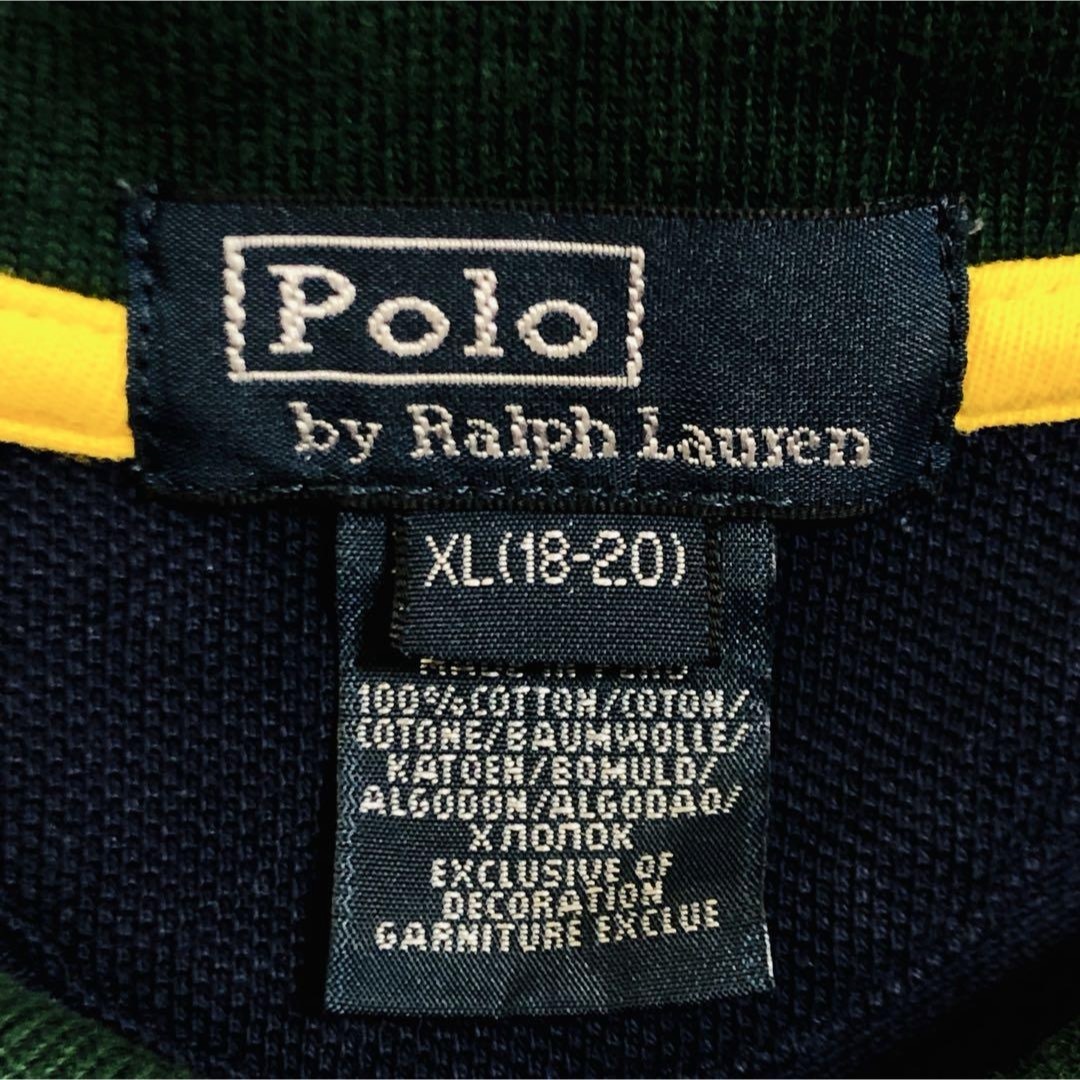 Polo
by Ralph Lauren
XL(18-20)
100%COTTON/COTON/
COTONE/BAUMWOLLE/
KATOEN/BOMULD/
ALGODON/ALGODAO/
ХЛОПОК
EXCLUSIVE OF
DECORATION
GARNITURE EXCLUE